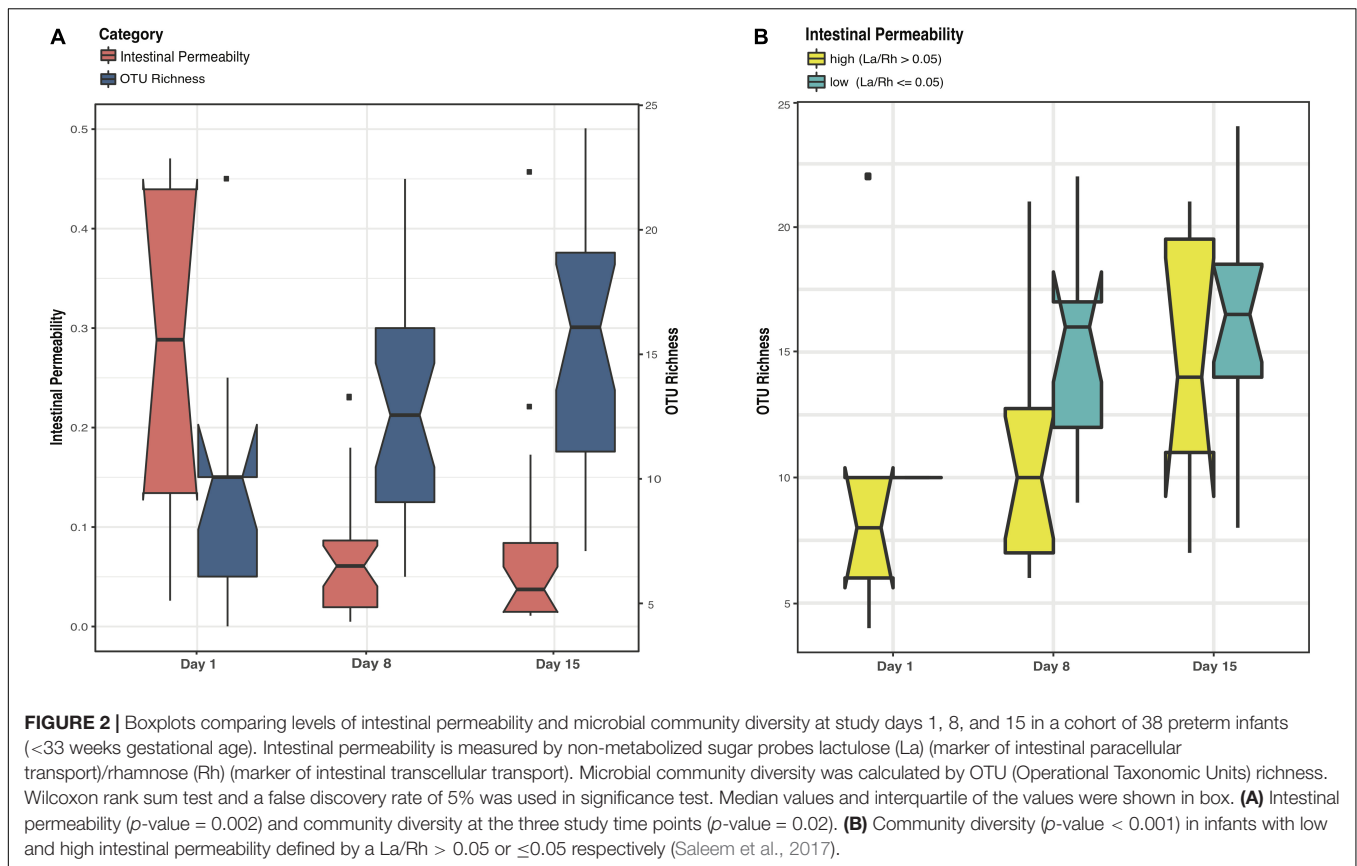 A
Category
Intestinal Permeabilty
OTU Richness
0.5
0.4
0.3
0.2
0.1
0.0
Intestinal Permeability
25
20
15
10
5
OTU Richness
Day 1
Day 8
Day 15
B
Intestinal Permeability
high (La/Rh > 0.05)
low (La/Rh <= 0.05)
25
20
15
10
5
OTU Richness
Day 1
Day 8
Day 15
FIGURE 2 | Boxplots comparing levels of intestinal permeability and microbial community diversity at study days 1, 8, and 15 in a cohort of 38 preterm infants
(<33 weeks gestational age). Intestinal permeability is measured by non-metabolized sugar probes lactulose (La) (marker of intestinal paracellular
transport)/rhamnose (Rh) (marker of intestinal transcellular transport). Microbial community diversity was calculated by OTU (Operational Taxonomic Units) richness.
Wilcoxon rank sum test and a false discovery rate of 5% was used in significance test. Median values and interquartile of the values were shown in box. (A) Intestinal
permeability (p-value = 0.002) and community diversity at the three study time points (p-value = 0.02). (B) Community diversity (p-value < 0.001) in infants with low
and high intestinal permeability defined by a La/Rh > 0.05 or ≤0.05 respectively (Saleem et al., 2017).